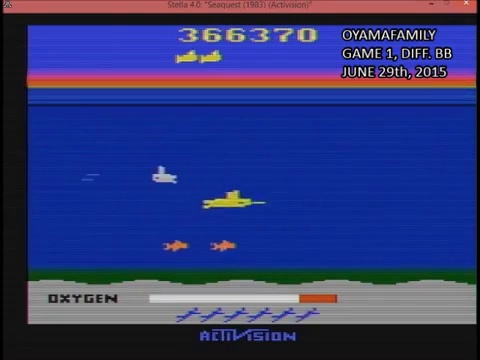 Stella 4.0: "Seaquest (1983) (Activision)"
366370
OYAMAFAMILY
GAME 1, DIFF. BB
JUNE 29th, 2015
OXYGEN
ACTIVISION